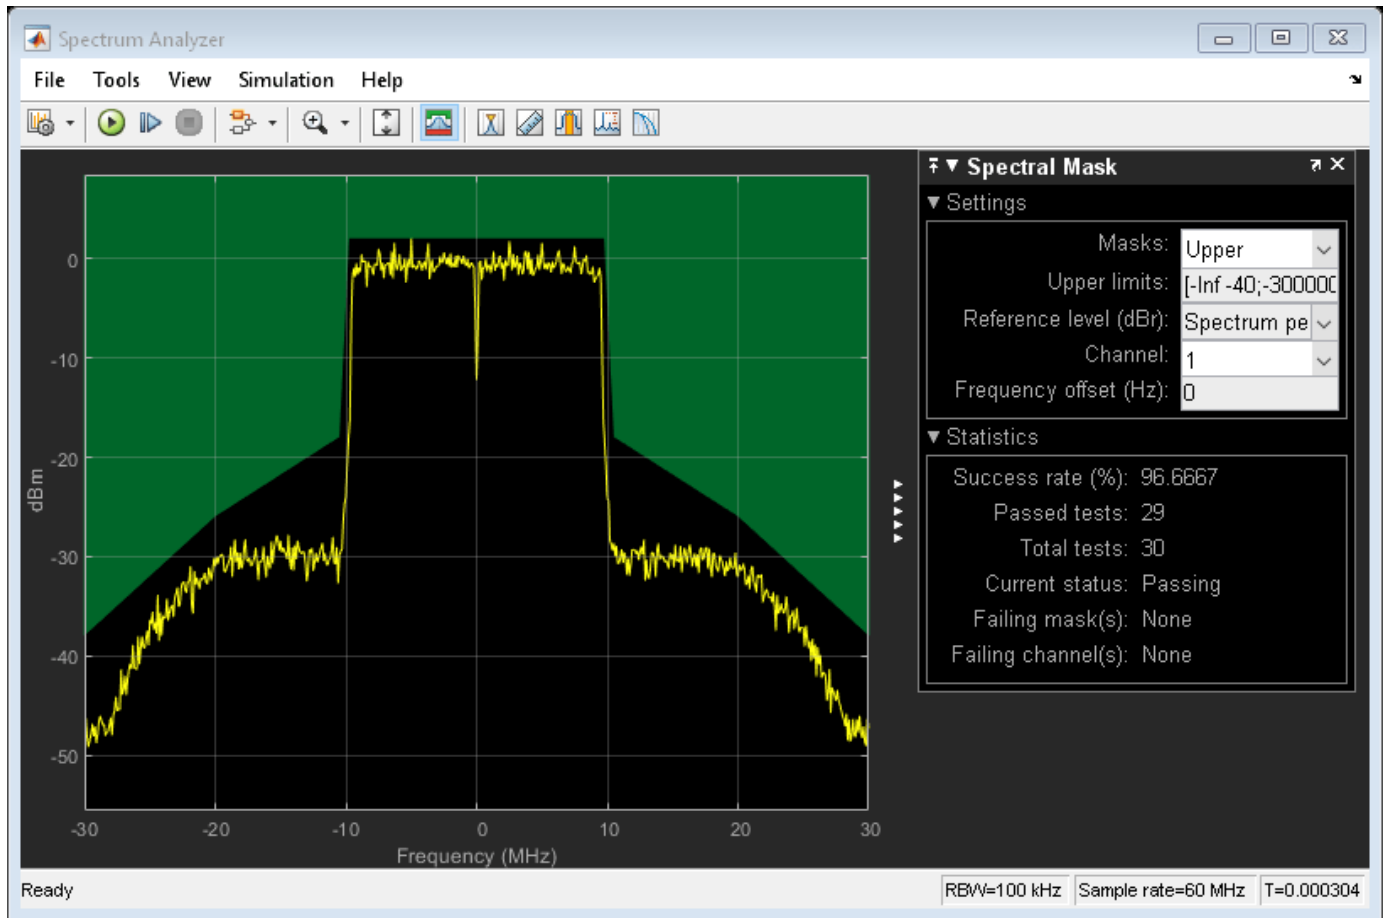 Spectrum Analyzer
File Tools View Simulation Help
Spectral Mask
Settings
Masks: Upper
Upper limits: [-Inf -40;-300000
Reference level (dBr): Spectrum pe
Channel: 1
Frequency offset (Hz): 0
Statistics
Success rate (%): 96.6667
Passed tests: 29
Total tests: 30
Current status: Passing
Failing mask(s): None
Failing channel(s): None
dBm
0
-10
-20
-30
-40
-50
-30 -20 -10 0 10 20 30
Frequency (MHz)
Ready RBW=100 kHz Sample rate=60 MHz T=0.000304